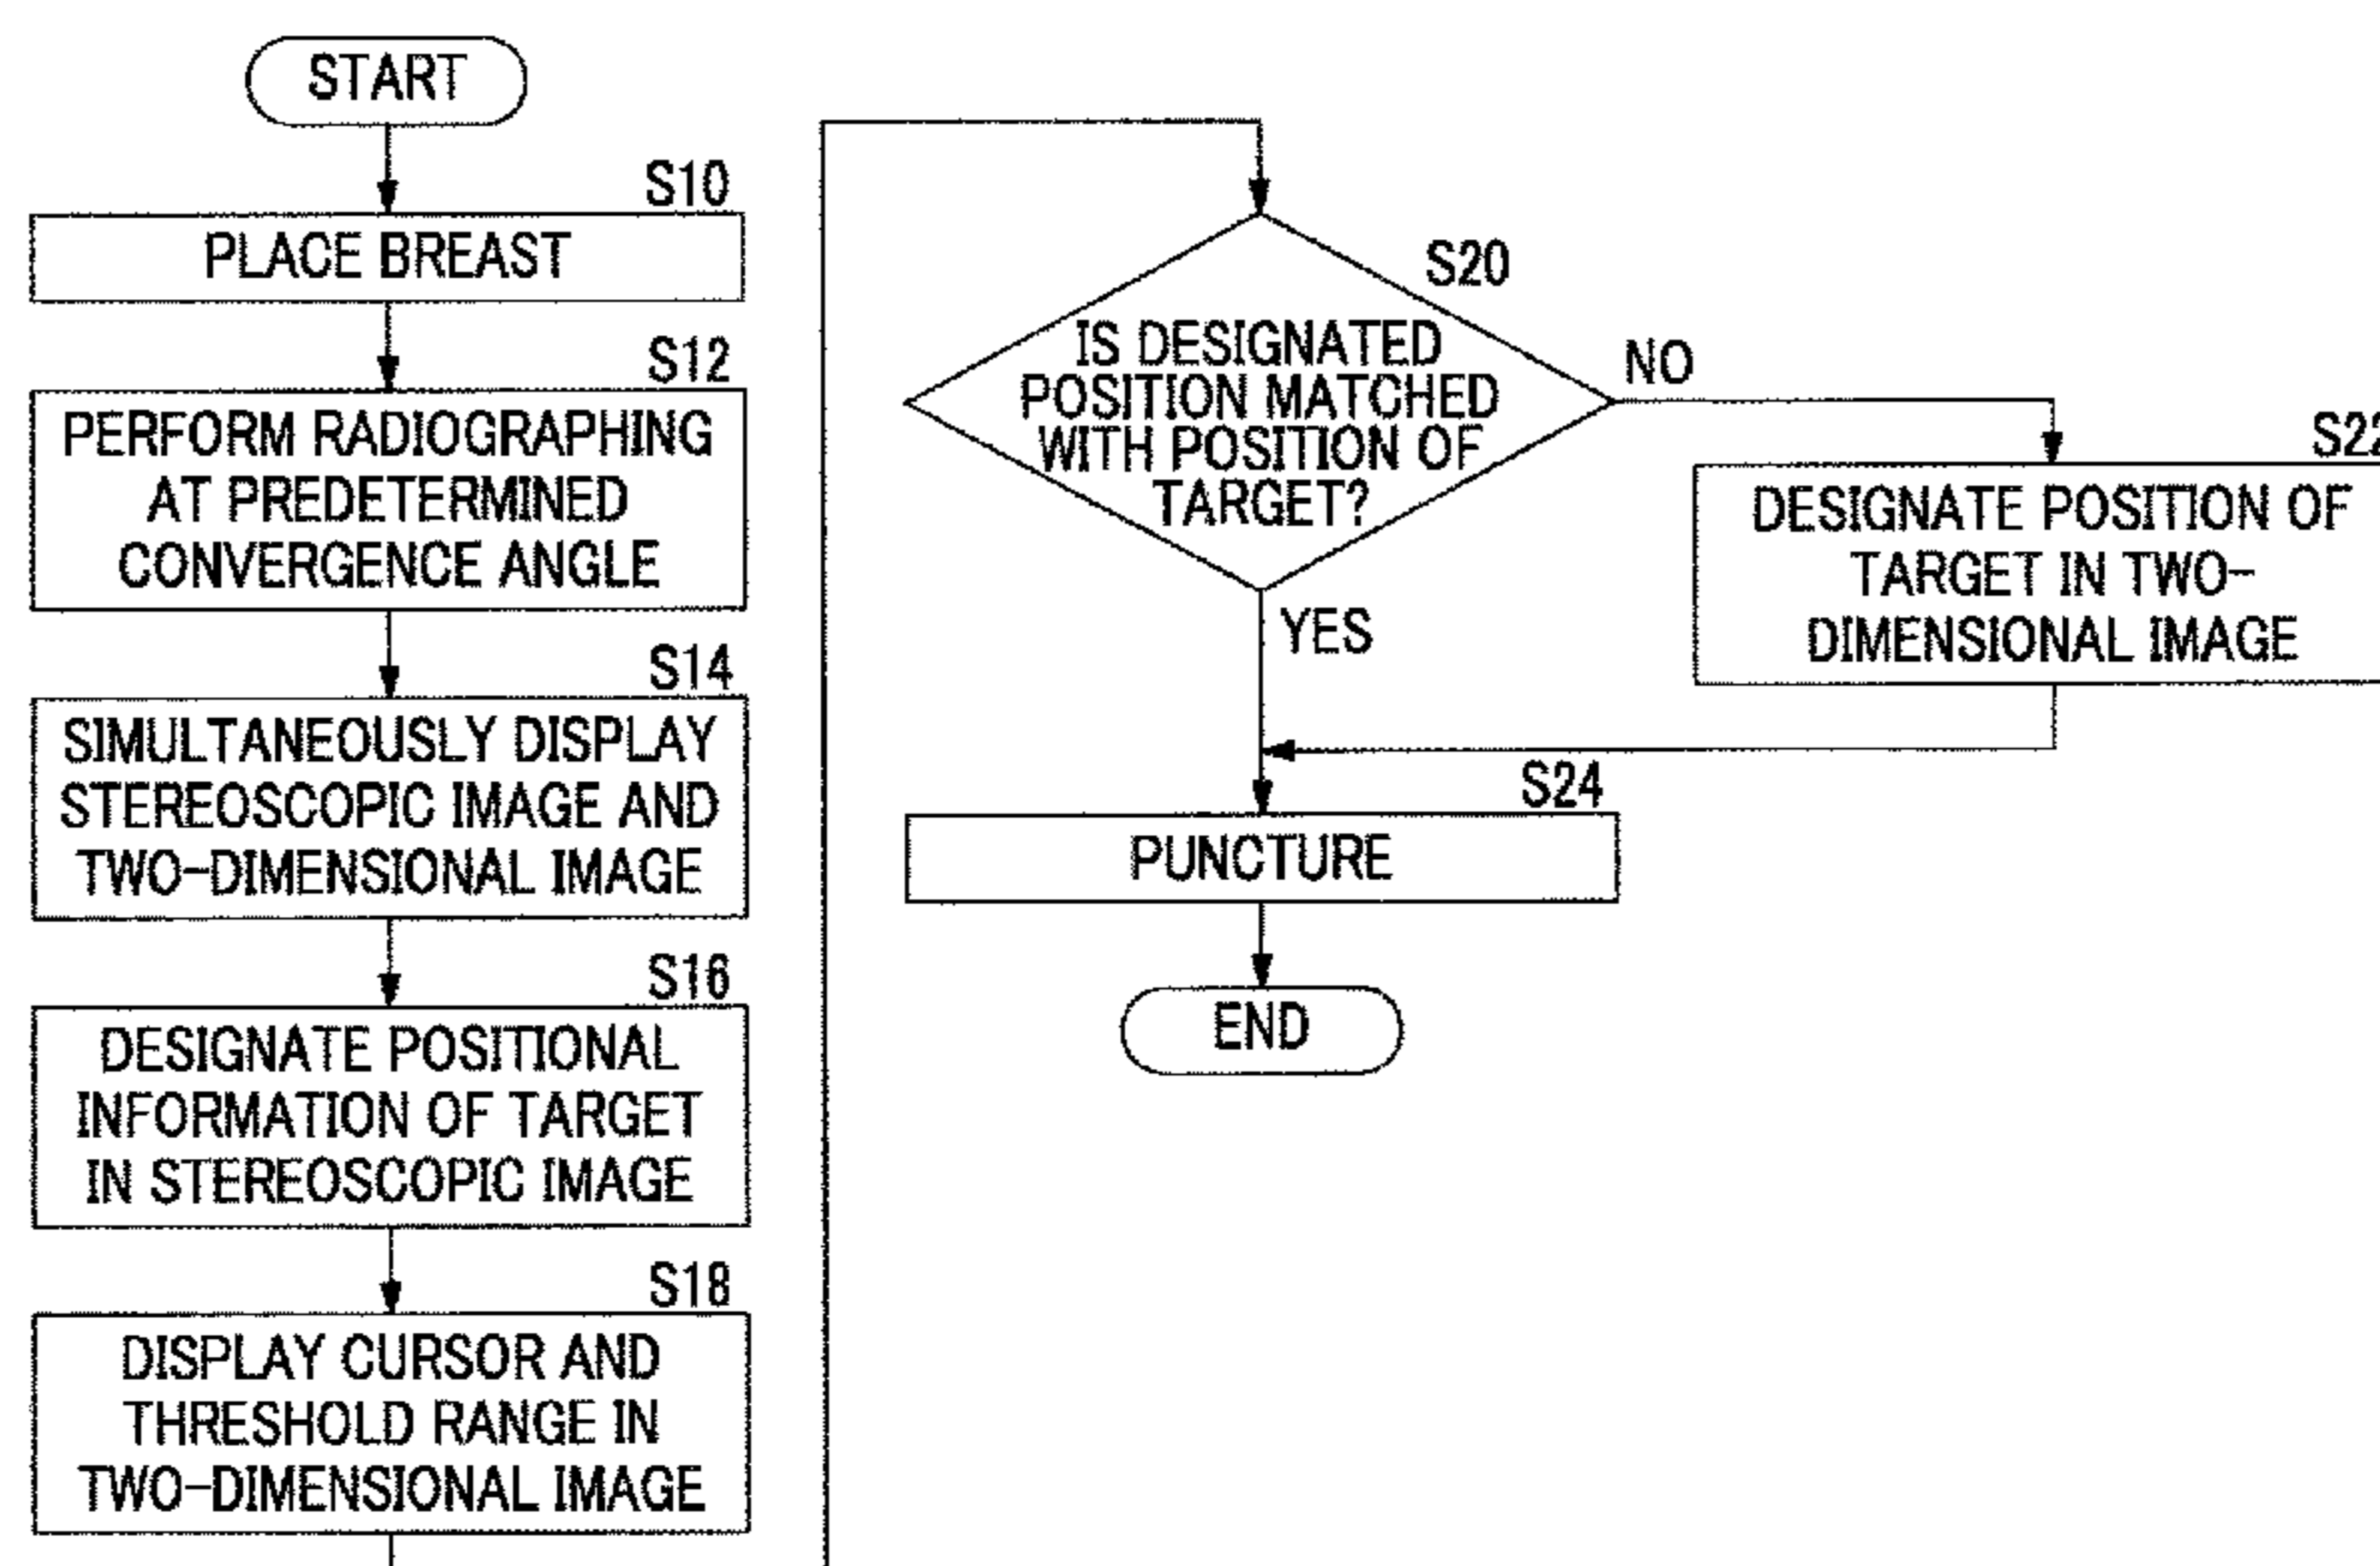 START
S10
PLACE BREAST
S12
PERFORM RADIOGRAPHING
AT PREDETERMINED
CONVERGENCE ANGLE
S14
SIMULTANEOUSLY DISPLAY
STEREOSCOPIC IMAGE AND
TWO-DIMENSIONAL IMAGE
S16
DESIGNATE POSITIONAL
INFORMATION OF TARGET
IN STEREOSCOPIC IMAGE
S18
DISPLAY CURSOR AND
THRESHOLD RANGE IN
TWO-DIMENSIONAL IMAGE
S20
IS DESIGNATED
POSITION MATCHED
WITH POSITION OF
TARGET?
NO
S22
DESIGNATE POSITION OF
TARGET IN TWO-
DIMENSIONAL IMAGE
YES
S24
PUNCTURE
END